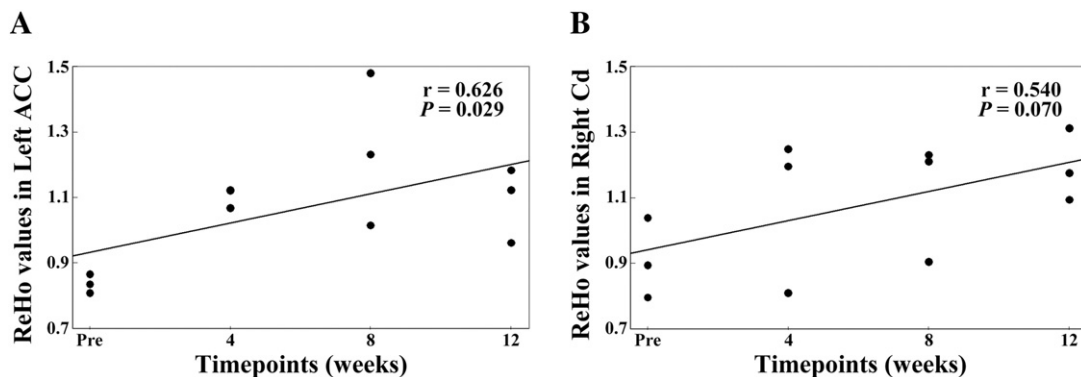 A
ReHo values in Left ACC
1.5
1.3
1.1
0.9
0.7
r = 0.626
P = 0.029
Pre
4
8
12
Timepoints (weeks)
B
ReHo values in Right Cd
1.5
1.3
1.1
0.9
0.7
r = 0.540
P = 0.070
Pre
4
8
12
Timepoints (weeks)